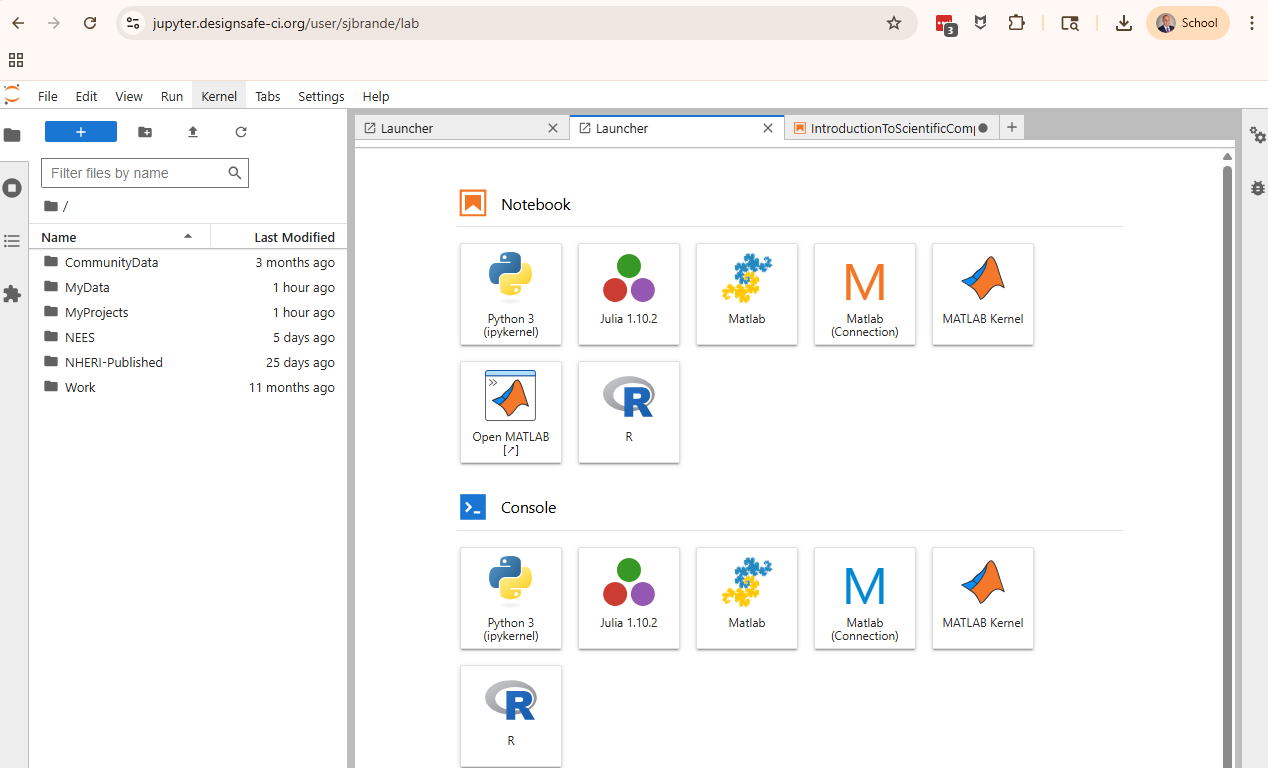 jupyter.designsafe-ci.org/user/sjbrande/lab
3
School
File Edit View Run Kernel Tabs Settings Help
+
Launcher
Launcher
IntroductionToScientificComp
Filter files by name
/
Name Last Modified
CommunityData 3 months ago
MyData 1 hour ago
MyProjects 1 hour ago
NEES 5 days ago
NHERI-Published 25 days ago
Work 11 months ago
Notebook
Python 3
(ipykernel)
Julia 1.10.2
Matlab
M
Matlab
(Connection)
MATLAB Kernel
Open MATLAB
[↗]
R
R
Console
Python 3
(ipykernel)
Julia 1.10.2
Matlab
M
Matlab
(Connection)
MATLAB Kernel
R
R